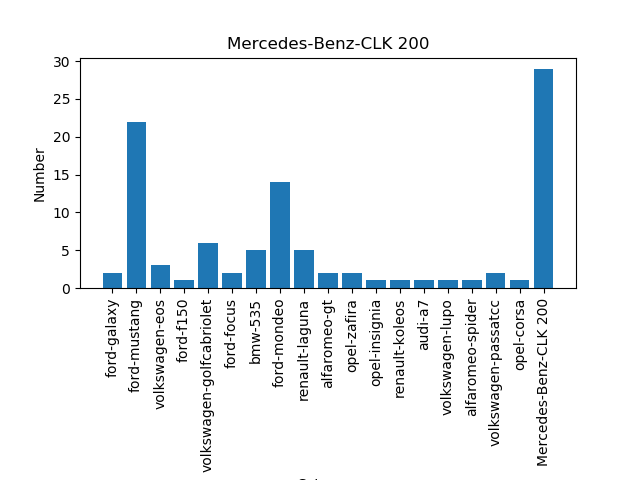 Mercedes-Benz-CLK 200
30
25
20
15
10
5
0
Number
ford-galaxy
ford-mustang
volkswagen-eos
ford-f150
volkswagen-golfcabriolet
ford-focus
bmw-535
ford-mondeo
renault-laguna
alfaromeo-gt
opel-zafira
opel-insignia
renault-koleos
audi-a7
volkswagen-lupo
alfaromeo-spider
volkswagen-passatcc
opel-corsa
Mercedes-Benz-CLK 200